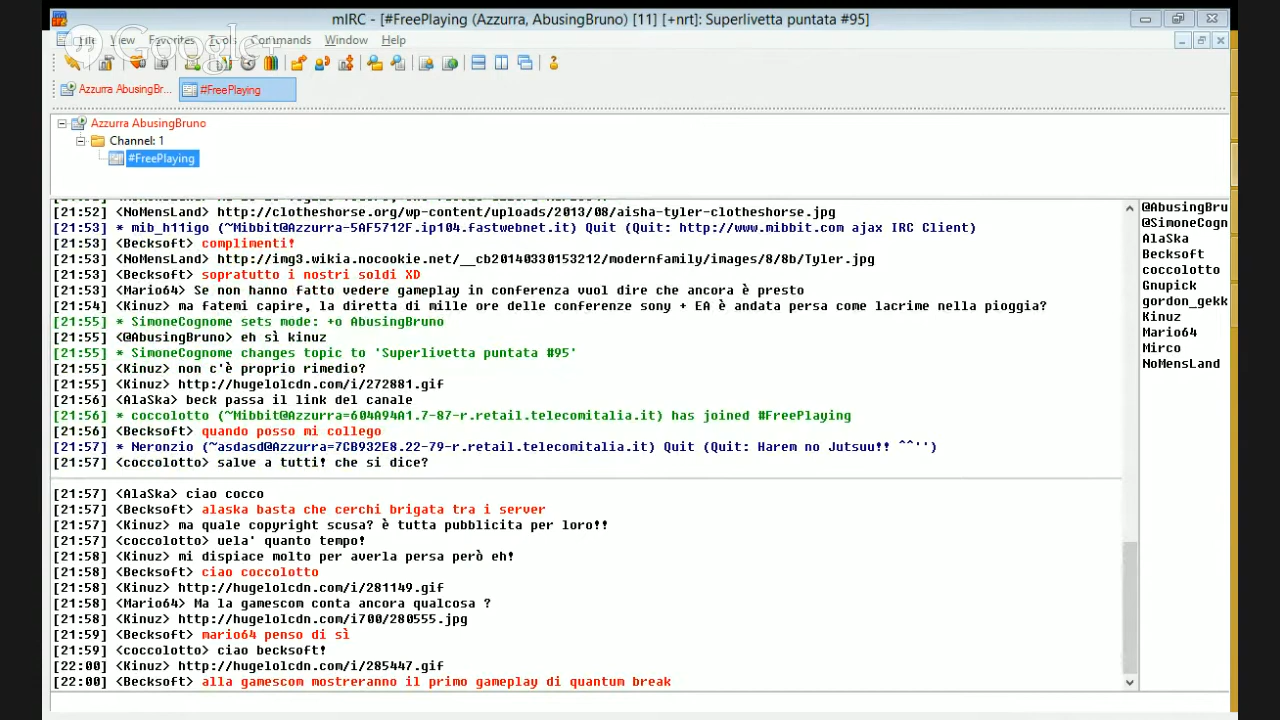 mIRC - [#FreePlaying (Azzurra, AbusingBruno) [11] [+nrt]: Superlivetta puntata #95]
File View Favorites Tools Commands Window Help
Googler
Azzurra AbusingBr... #FreePlaying
Azzurra AbusingBruno
Channel: 1
#FreePlaying
[21:52] <NoMensLand> http://clotheshorse.org/wp-content/uploads/2013/08/aisha-tyler-clotheshorse.jpg
[21:53] * mib_h11igo (~Mibbit@Azzurra-5AF5712F.ip104.fastwebnet.it) Quit (Quit: http://www.mibbit.com ajax IRC Client)
[21:53] <Becksoft> complimenti!
[21:53] <NoMensLand> http://img3.wikia.nocookie.net/__cb20140330153212/modernfamily/images/8/8b/Tyler.jpg
[21:53] <Becksoft> sopratutto i nostri soldi XD
[21:53] <Mario64> Se non hanno fatto vedere gameplay in conferenza vuol dire che ancora è presto
[21:54] <Kinuz> ma fatemi capire, la diretta di mille ore delle conferenze sony + EA è andata persa come lacrime nella pioggia?
[21:55] * SimoneCognome sets mode: +o AbusingBruno
[21:55] <@AbusingBruno> eh sì kinuz
[21:55] * SimoneCognome changes topic to 'Superlivetta puntata #95'
[21:55] <Kinuz> non c'è proprio rimedio?
[21:55] <Kinuz> http://hugelolcdn.com/i/272881.gif
[21:56] <AlaSka> beck passa il link del canale
[21:56] * coccolotto (~Mibbit@Azzurra=604A94A1.7-87-r.retail.telecomitalia.it) has joined #FreePlaying
[21:56] <Becksoft> quando posso mi collego
[21:57] * Neronzio (~asdasd@Azzurra=7CB932E8.22-79-r.retail.telecomitalia.it) Quit (Quit: Harem no Jutsuu!! ^^'')
[21:57] <coccolotto> salve a tutti! che si dice?
[21:57] <AlaSka> ciao cocco
[21:57] <Becksoft> alaska basta che cerchi brigata tra i server
[21:57] <Kinuz> ma quale copyright scusa? è tutta pubblicita per loro!!
[21:57] <coccolotto> uela' quanto tempo!
[21:58] <Kinuz> mi dispiace molto per averla persa però eh!
[21:58] <Becksoft> ciao coccolotto
[21:58] <Kinuz> http://hugelolcdn.com/i/281149.gif
[21:58] <Mario64> Ma la gamescom conta ancora qualcosa ?
[21:58] <Kinuz> http://hugelolcdn.com/i700/280555.jpg
[21:59] <Becksoft> mario64 penso di sì
[21:59] <coccolotto> ciao becksoft!
[22:00] <Kinuz> http://hugelolcdn.com/i/285447.gif
[22:00] <Becksoft> alla gamescom mostreranno il primo gameplay di quantum break
@AbusingBru
@SimoneCogn
AlaSka
Becksoft
coccolotto
Gnupick
gordon_gekk
Kinuz
Mario64
Mirco
NoMensLand